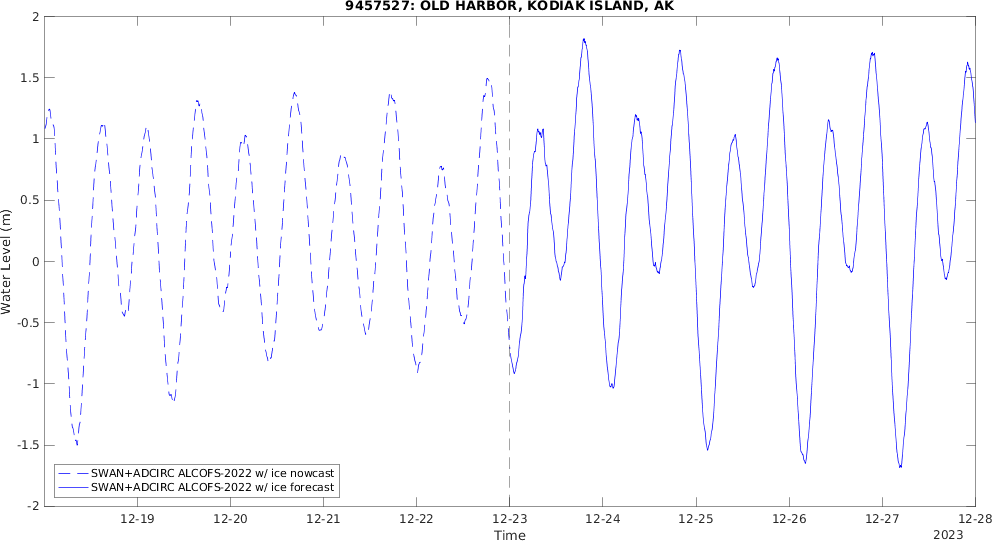 9457527: OLD HARBOR, KODIAK ISLAND, AK
2
1.5
1
0.5
0
-0.5
-1
-1.5
-2
Water Level (m)
SWAN+ADCIRC ALCOFS-2022 w/ ice nowcast
SWAN+ADCIRC ALCOFS-2022 w/ ice forecast
12-19 12-20 12-21 12-22 12-23 12-24 12-25 12-26 12-27 12-28
Time
2023